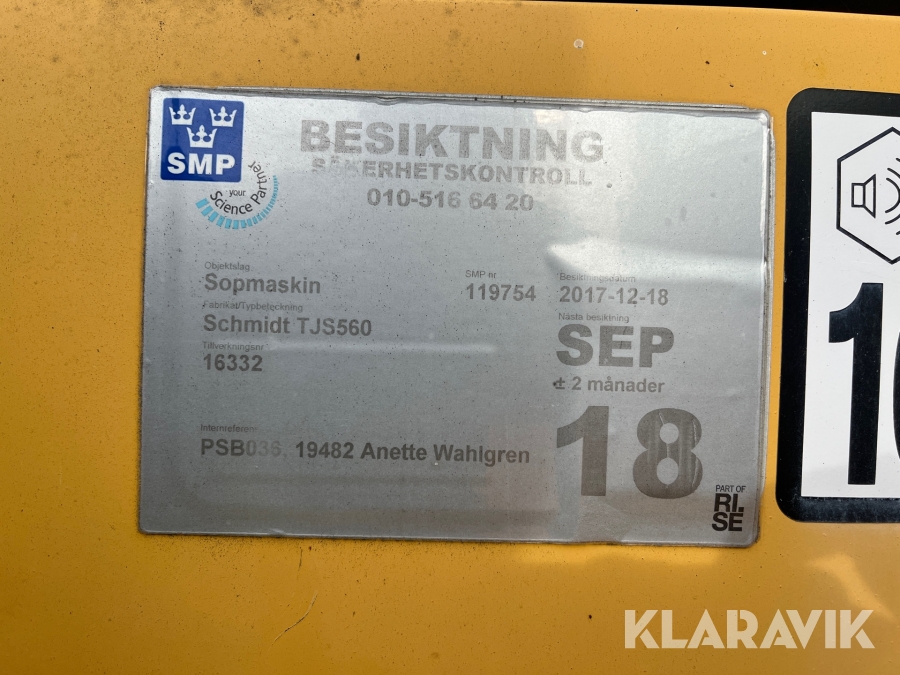 SMP
your
Science Partner
BESIKTNING
SÄKERHETSKONTROLL
010-516 64 20
Objektslag
Sopmaskin
SMP nr
119754
Besiktningsdatum
2017-12-18
Fabrikat/Typbeteckning
Schmidt TJS560
Nästa besiktning
SEP
± 2 månader
18
Tillverkningsnr
16332
Internreferens
PSB036, 19482 Anette Wahlgren
PART OF
RI.
SE
KLARAVIK